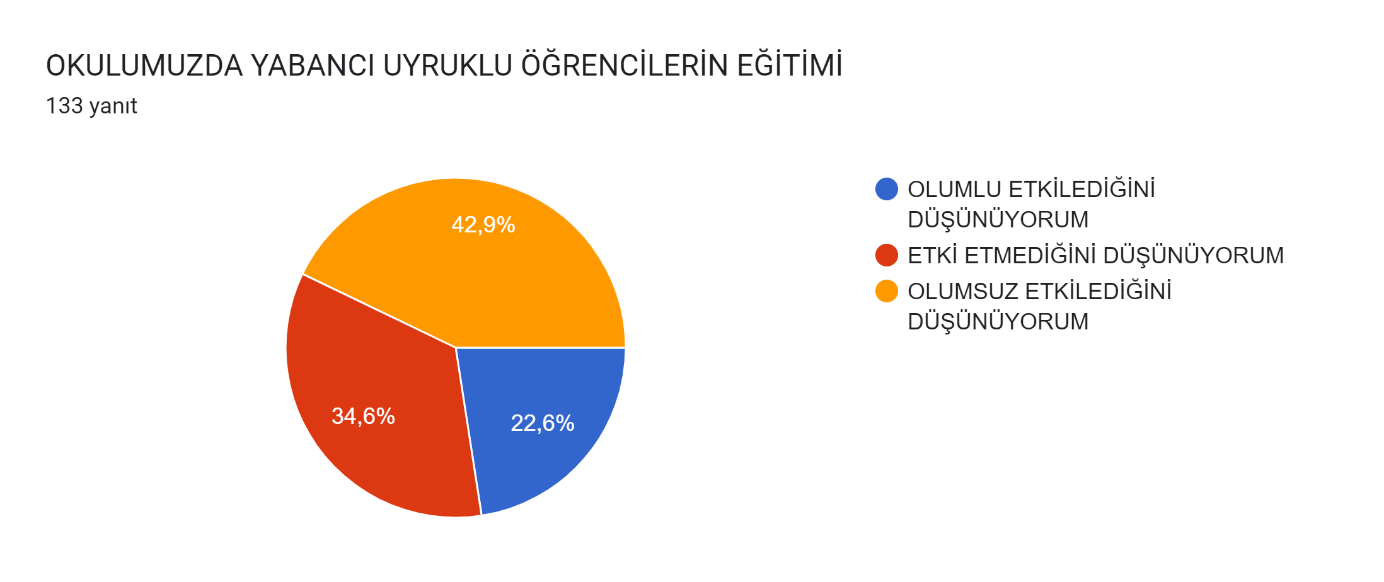 OKULUMUZDA YABANCI UYRUKLU ÖĞRENCİLERİN EĞİTİMİ
133 yanıt
42,9%
34,6%
22,6%
OLUMLU ETKİLEDİĞİNİ
DÜŞÜNÜYORUM
ETKİ ETMEDİĞİNİ DÜŞÜNÜYORUM
OLUMSUZ ETKİLEDİĞİNİ
DÜŞÜNÜYORUM